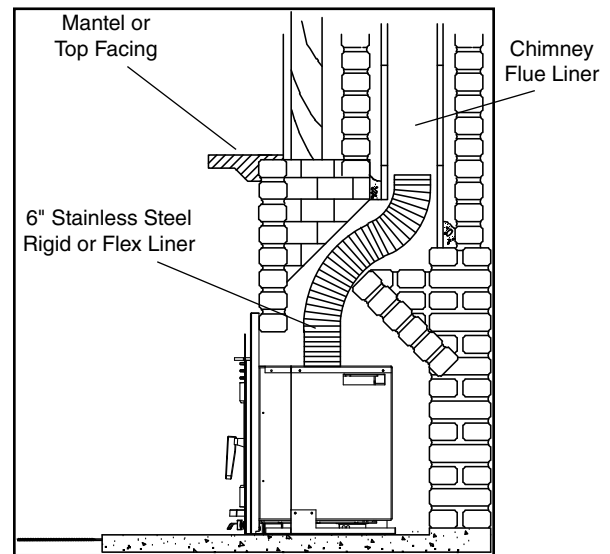 Mantel or
Top Facing
Chimney
Flue Liner
6" Stainless Steel
Rigid or Flex Liner